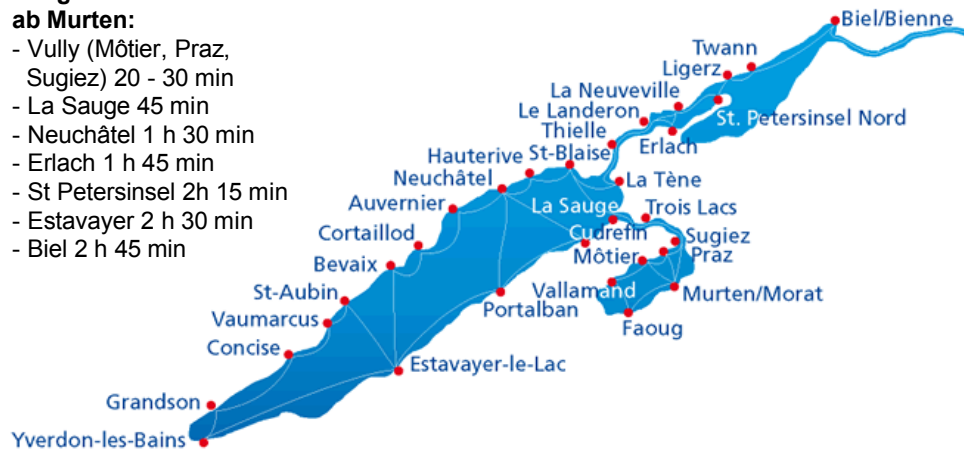 ab Murten:
- Vully (Môtier, Praz,
Sugiez) 20 - 30 min
- La Sauge 45 min
- Neuchâtel 1 h 30 min
- Erlach 1 h 45 min
- St Petersinsel 2h 15 min
- Estavayer 2 h 30 min
- Biel 2 h 45 min
Biel/Bienne
Twann
Ligerz
La Neuveville
Le Landeron
St. Petersinsel Nord
Thielle
Erlach
Hauterive
St-Blaise
Neuchâtel
La Tène
Auvernier
La Sauge
Trois Lacs
Cortaillod
Cudrefin
Sugiez
Môtier
Praz
Bevaix
St-Aubin
Vallamand
Murten/Morat
Portalban
Vaumarcus
Faoug
Concise
Estavayer-le-Lac
Grandson
Yverdon-les-Bains